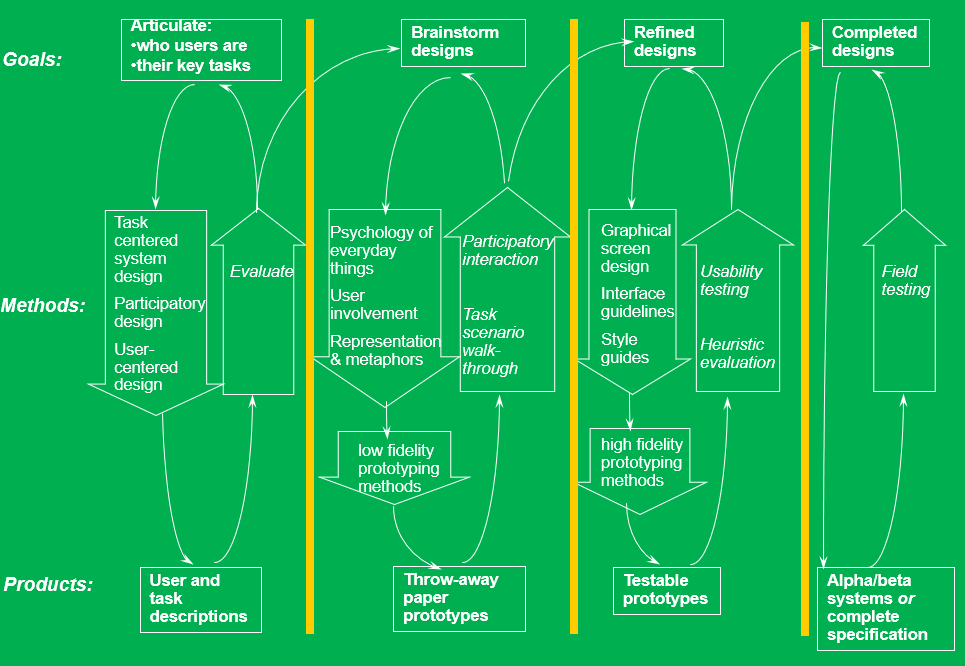 Goals:
Articulate:
•who users are
•their key tasks
Brainstorm
designs
Refined
designs
Completed
designs
Methods:
Task
centered
system
design
Participatory
design
User-
centered
design
Evaluate
Psychology of
everyday
things
User
involvement
Representation
& metaphors
low fidelity
prototyping
methods
Participatory
interaction
Task
scenario
walk-
through
Graphical
screen
design
Interface
guidelines
Style
guides
high fidelity
prototyping
methods
Usability
testing
Heuristic
evaluation
Field
testing
Products:
User and
task
descriptions
Throw-away
paper
prototypes
Testable
prototypes
Alpha/beta
systems or
complete
specification